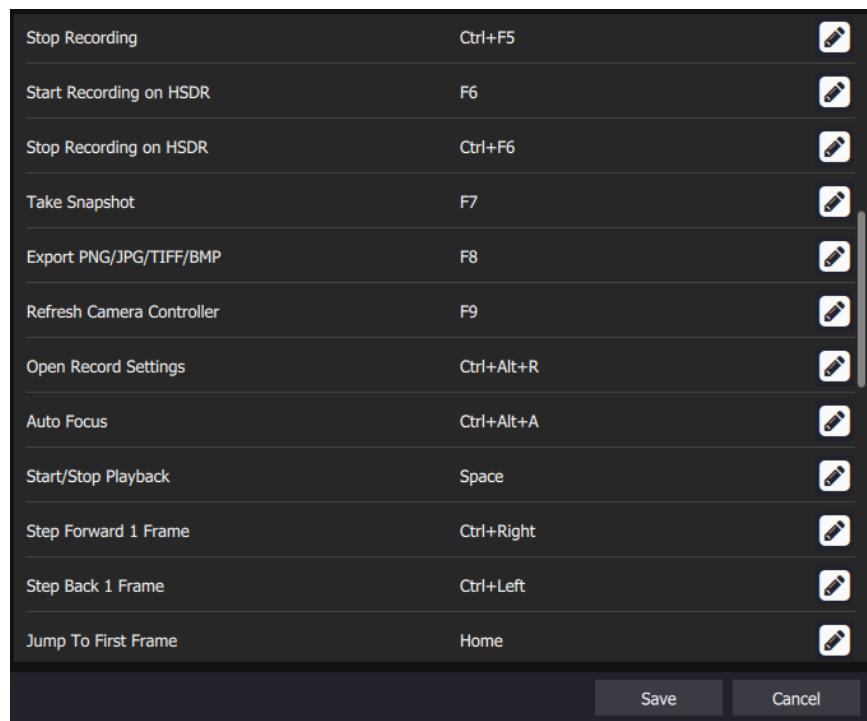 Stop Recording Ctrl+F5
Start Recording on HSDR F6
Stop Recording on HSDR Ctrl+F6
Take Snapshot F7
Export PNG/JPG/TIFF/BMP F8
Refresh Camera Controller F9
Open Record Settings Ctrl+Alt+R
Auto Focus Ctrl+Alt+A
Start/Stop Playback Space
Step Forward 1 Frame Ctrl+Right
Step Back 1 Frame Ctrl+Left
Jump To First Frame Home
Save Cancel